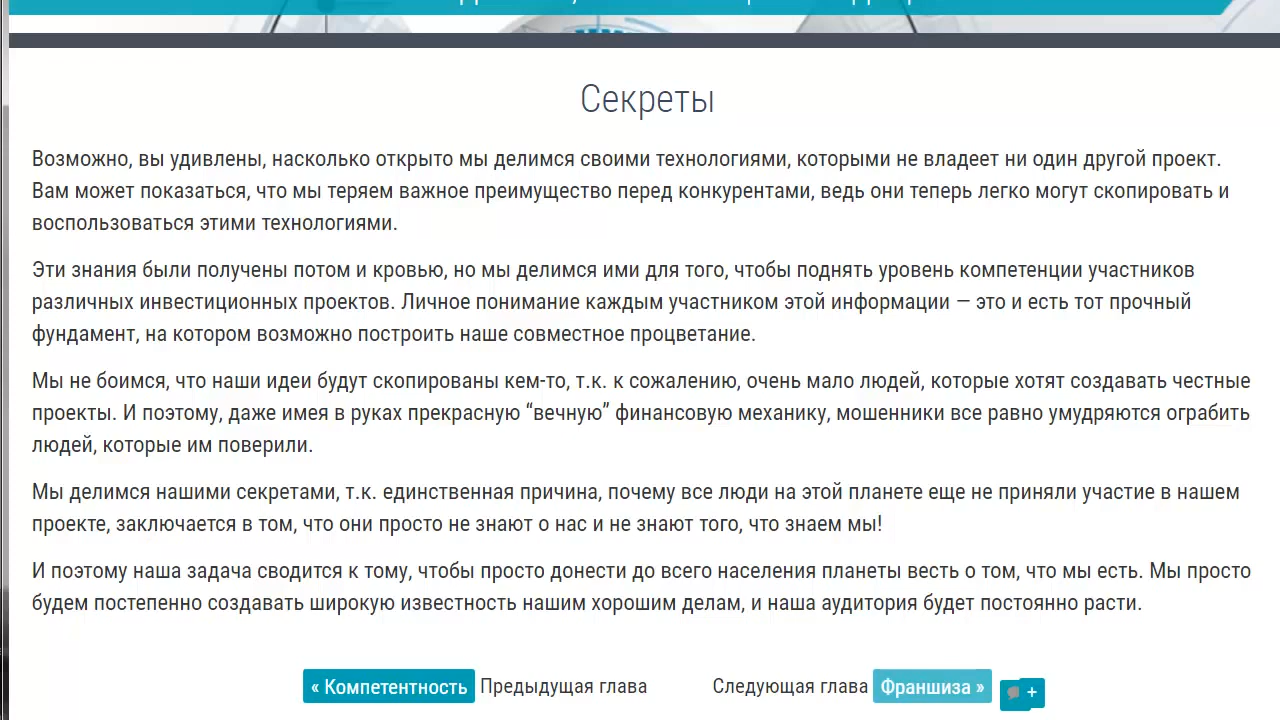 Секреты
Возможно, вы удивлены, насколько открыто мы делимся своими технологиями, которыми не владеет ни один другой проект.
Вам может показаться, что мы теряем важное преимущество перед конкурентами, ведь они теперь легко могут скопировать и
воспользоваться этими технологиями.
Эти знания были получены потом и кровью, но мы делимся ими для того, чтобы поднять уровень компетенции участников
различных инвестиционных проектов. Личное понимание каждым участником этой информации — это и есть тот прочный
фундамент, на котором возможно построить наше совместное процветание.
Мы не боимся, что наши идеи будут скопированы кем-то, т.к. к сожалению, очень мало людей, которые хотят создавать честные
проекты. И поэтому, даже имея в руках прекрасную “вечную” финансовую механику, мошенники все равно умудряются ограбить
людей, которые им поверили.
Мы делимся нашими секретами, т.к. единственная причина, почему все люди на этой планете еще не приняли участие в нашем
проекте, заключается в том, что они просто не знают о нас и не знают того, что знаем мы!
И поэтому наша задача сводится к тому, чтобы просто донести до всего населения планеты весть о том, что мы есть. Мы просто
будем постепенно создавать широкую известность нашим хорошим делам, и наша аудитория будет постоянно расти.
« Компетентность Предыдущая глава Следующая глава Франшиза » +